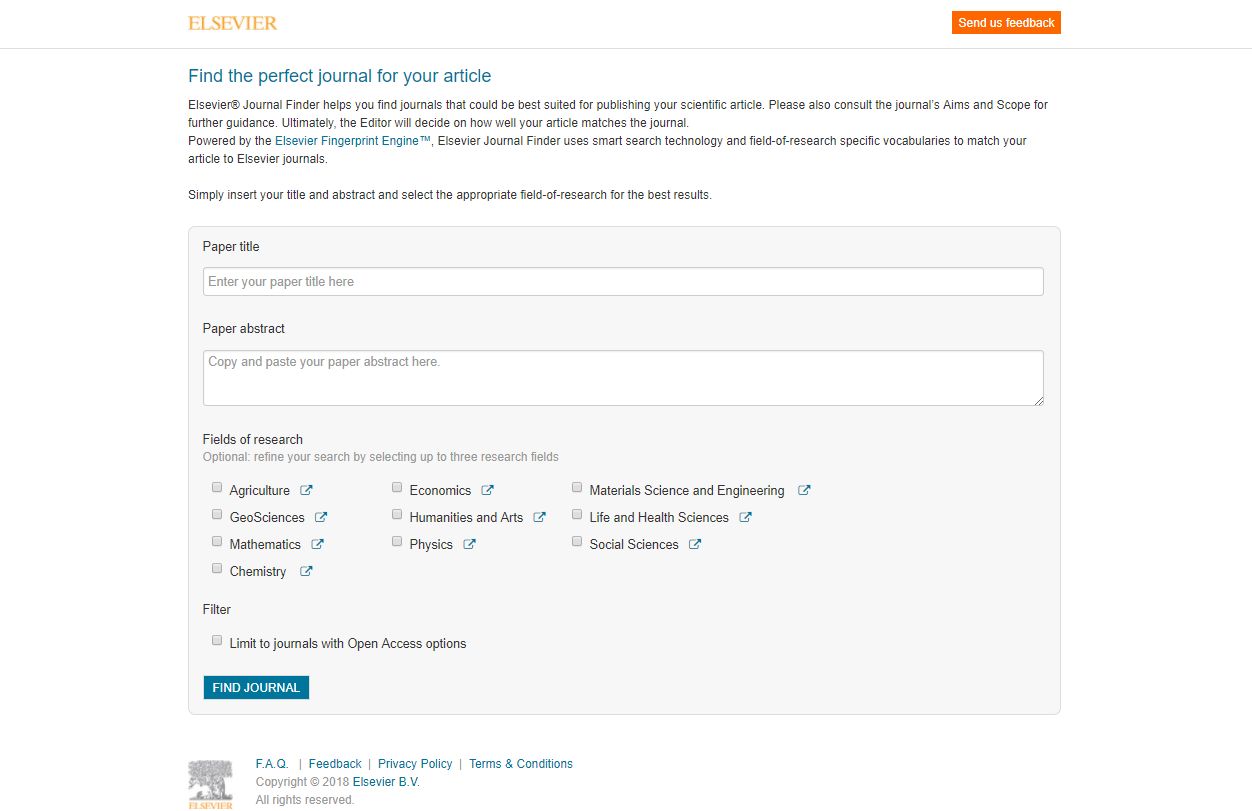 ELSEVIER
Send us feedback
Find the perfect journal for your article
Elsevier® Journal Finder helps you find journals that could be best suited for publishing your scientific article. Please also consult the journal's Aims and Scope for
further guidance. Ultimately, the Editor will decide on how well your article matches the journal.
Powered by the Elsevier Fingerprint Engine™, Elsevier Journal Finder uses smart search technology and field-of-research specific vocabularies to match your
article to Elsevier journals.
Simply insert your title and abstract and select the appropriate field-of-research for the best results.
Paper title
Enter your paper title here
Paper abstract
Copy and paste your paper abstract here.
Fields of research
Optional: refine your search by selecting up to three research fields
Agriculture Economics Materials Science and Engineering
GeoSciences Humanities and Arts Life and Health Sciences
Mathematics Physics Social Sciences
Chemistry
Filter
Limit to journals with Open Access options
FIND JOURNAL
F.A.Q. | Feedback | Privacy Policy | Terms & Conditions
Copyright © 2018 Elsevier B.V.
All rights reserved.
ELSEVIER